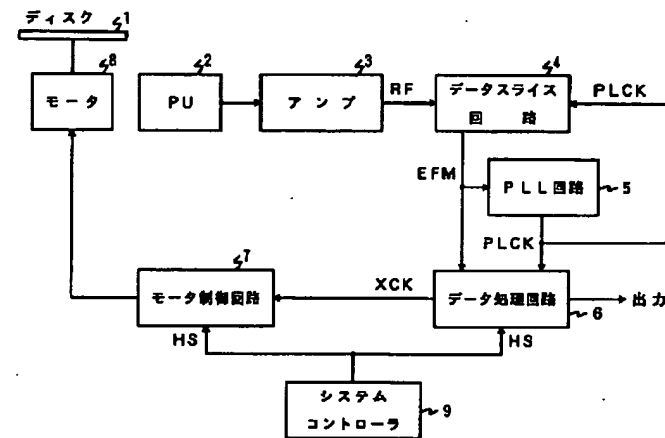 ディスク
1
8
モータ
2
PU
3
アンプ
RF
4
データスライス
回路
PLCK
EFM
PLL回路
5
PLCK
7
モータ制御回路
XCK
データ処理回路
6
出力
HS
HS
システム
コントローラ
9